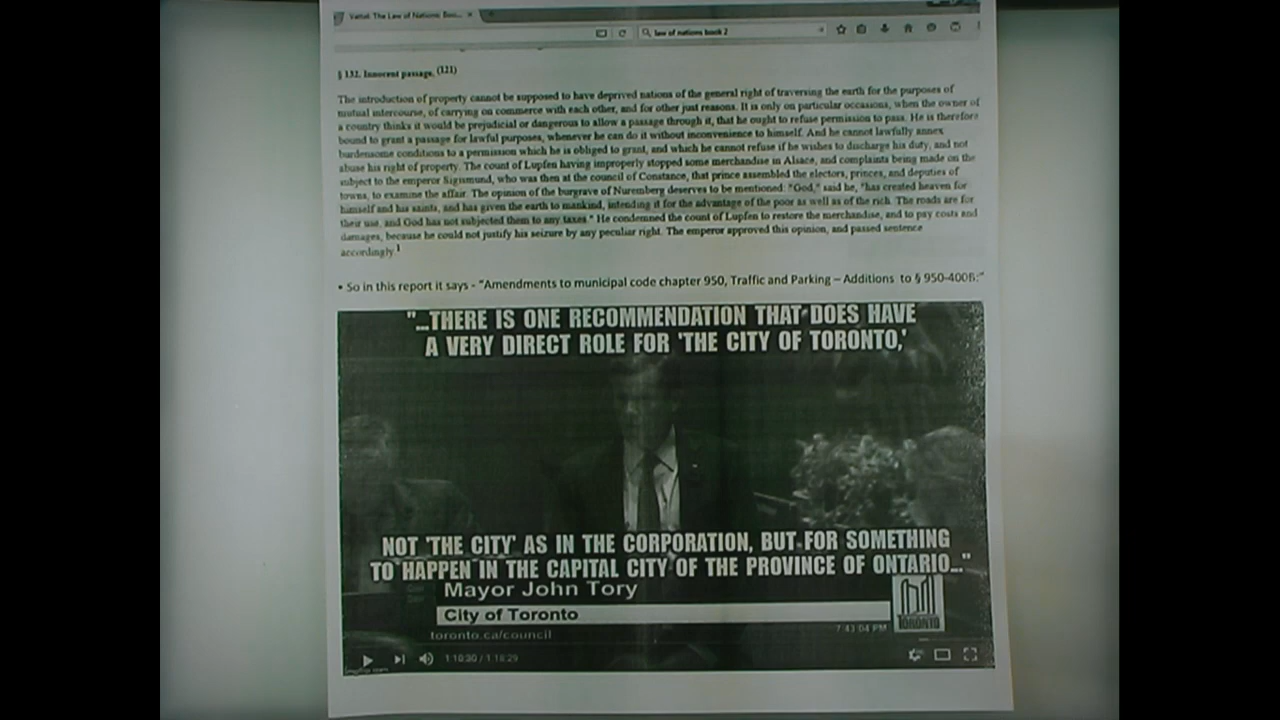 Vattel: The Law of Nations: Boo...
law of nations book 2
§ 132. Innocent passage. (121)
The introduction of property cannot be supposed to have deprived nations of the general right of traversing the earth for the purposes of
mutual intercourse, of carrying on commerce with each other, and for other just reasons. It is only on particular occasions, when the owner of
a country thinks it would be prejudicial or dangerous to allow a passage through it, that he ought to refuse permission to pass. He is therefore
bound to grant a passage for lawful purposes, whenever he can do it without inconvenience to himself. And he cannot lawfully annex
burdensome conditions to a permission which he is obliged to grant, and which he cannot refuse if he wishes to discharge his duty, and not
abuse his right of property. The count of Lupfen having improperly stopped some merchandise in Alsace, and complaints being made on the
subject to the emperor Sigismund, who was then at the council of Constance, that prince assembled the electors, princes, and deputies of
towns, to examine the affair. The opinion of the burgrave of Nuremberg deserves to be mentioned: "God," said he, "has created heaven for
himself and his saints, and has given the earth to mankind, intending it for the advantage of the poor as well as of the rich. The roads are for
their use, and God has not subjected them to any taxes." He condemned the count of Lupfen to restore the merchandise, and to pay costs and
damages, because he could not justify his seizure by any peculiar right. The emperor approved this opinion, and passed sentence
accordingly.1
• So in this report it says - "Amendments to municipal code chapter 950, Traffic and Parking – Additions to § 950-400B:"
"...THERE IS ONE RECOMMENDATION THAT DOES HAVE
A VERY DIRECT ROLE FOR 'THE CITY OF TORONTO,'
NOT 'THE CITY' AS IN THE CORPORATION, BUT FOR SOMETHING
TO HAPPEN IN THE CAPITAL CITY OF THE PROVINCE OF ONTARIO..."
Mayor John Tory
City of Toronto
TORONTO
toronto.ca/council
7:43:04 PM
1:10:30 / 1:18:29